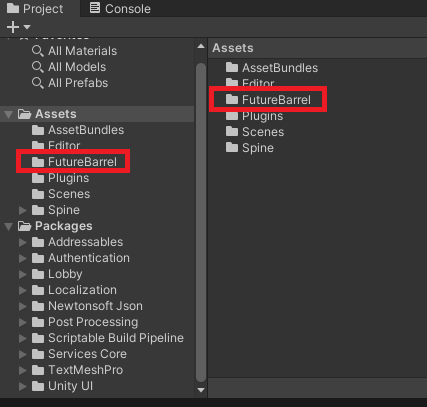 Project
Console
Favorites
All Materials
All Models
All Prefabs
Assets
AssetBundles
Editor
FutureBarrel
Plugins
Scenes
Spine
Packages
Addressables
Authentication
Lobby
Localization
Newtonsoft Json
Post Processing
Scriptable Build Pipeline
Services Core
TextMeshPro
Unity UI
Assets
AssetBundles
Editor
FutureBarrel
Plugins
Scenes
Spine